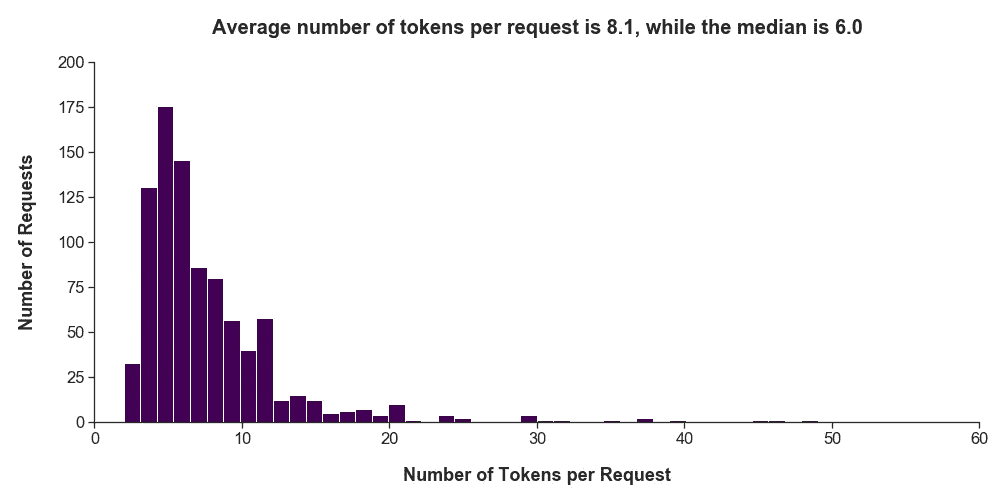 Average number of tokens per request is 8.1, while the median is 6.0
200
175
150
125
100
75
50
25
0
Number of Requests
0 10 20 30 40 50 60
Number of Tokens per Request